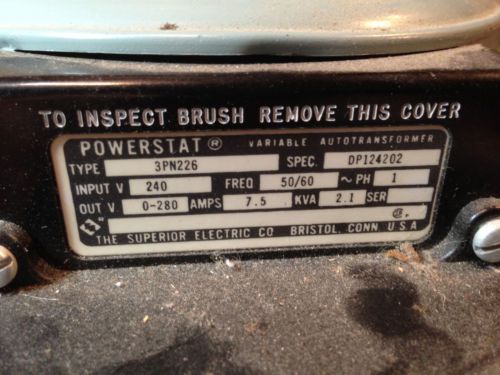 TO INSPECT BRUSH REMOVE THIS COVER
POWERSTAT ® VARIABLE AUTOTRANSFORMER
TYPE 3PN226 SPEC. DP124202
INPUT V 240 FREQ 50/60 ~ PH 1
OUT V 0-280 AMPS 7.5 KVA 2.1 SER
THE SUPERIOR ELECTRIC CO BRISTOL, CONN U.S.A